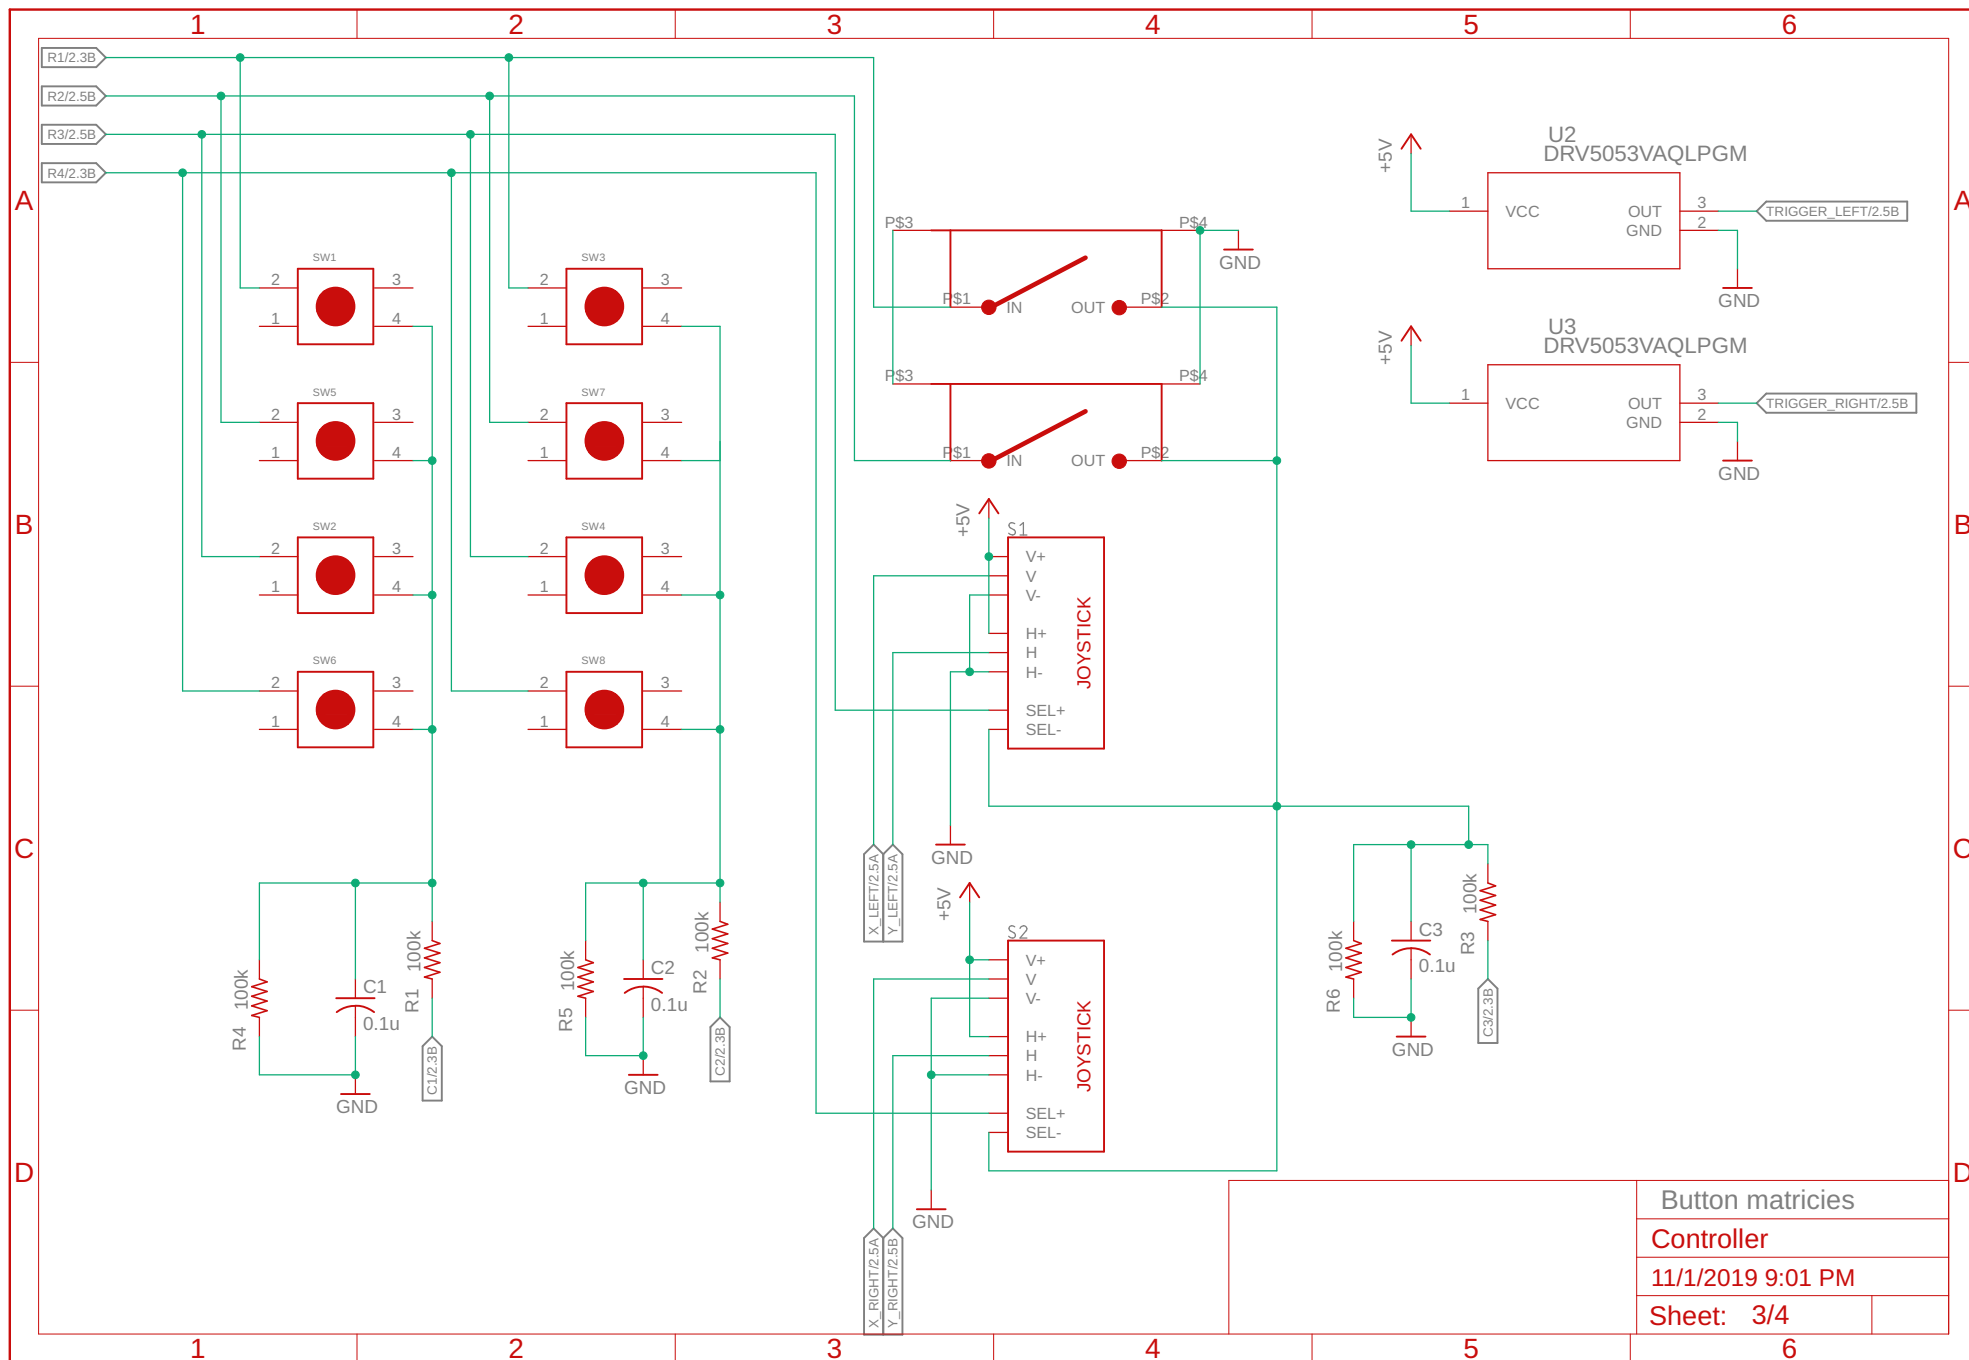 1 2 3 4 5 6
R1/2.3B
R2/2.5B
R3/2.5B
R4/2.3B
A A
B B
C C
D D
SW1
2 3
1 4
SW3
2 3
1 4
SW5
2 3
1 4
SW7
2 3
1 4
SW2
2 3
1 4
SW4
2 3
1 4
SW6
2 3
1 4
SW8
2 3
1 4
P$3 P$4
GND
P$1 IN OUT P$2
P$3 P$4
P$1 IN OUT P$2
+5V
U2
DRV5053VAQLPGM
1 VCC OUT 3
GND 2
TRIGGER_LEFT/2.5B
GND
+5V
U3
DRV5053VAQLPGM
1 VCC OUT 3
GND 2
TRIGGER_RIGHT/2.5B
GND
+5V
S1
V+
V
V-
H+
H
H-
SEL+
SEL-
JOYSTICK
GND
X_LEFT/2.5A
Y_LEFT/2.5A
+5V
S2
V+
V
V-
H+
H
H-
SEL+
SEL-
JOYSTICK
GND
X_RIGHT/2.5A
Y_RIGHT/2.5B
R4 100k
C1
0.1u
R1 100k
C1/2.3B
GND
R5 100k
C2
0.1u
R2 100k
C2/2.3B
GND
R6 100k
C3
0.1u
R3 100k
C3/2.3B
GND
Button matricies
Controller
11/1/2019 9:01 PM
Sheet: 3/4
1 2 3 4 5 6